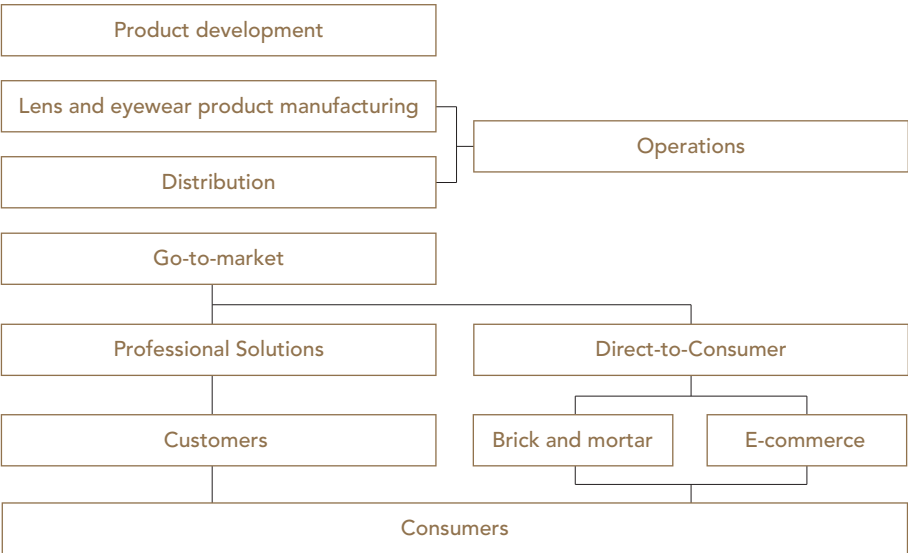 Product development
Lens and eyewear product manufacturing
Operations
Distribution
Go-to-market
Professional Solutions
Direct-to-Consumer
Customers
Brick and mortar
E-commerce
Consumers